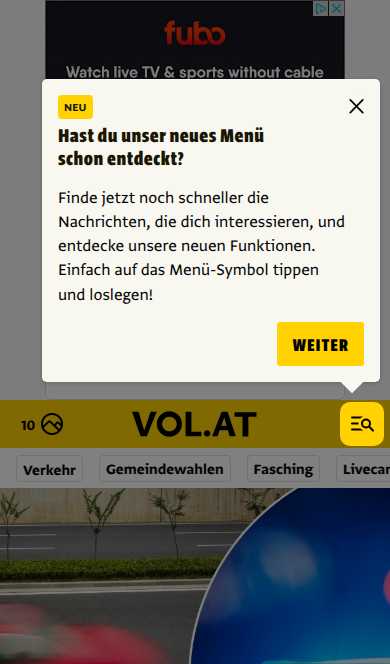 fubo
Watch live TV & sports without cable
NEU
Hast du unser neues Menü
schon entdeckt?
Finde jetzt noch schneller die
Nachrichten, die dich interessieren, und
entdecke unsere neuen Funktionen.
Einfach auf das Menü-Symbol tippen
und loslegen!
WEITER
10 VOL.AT
Verkehr Gemeindewahlen Fasching Livecar